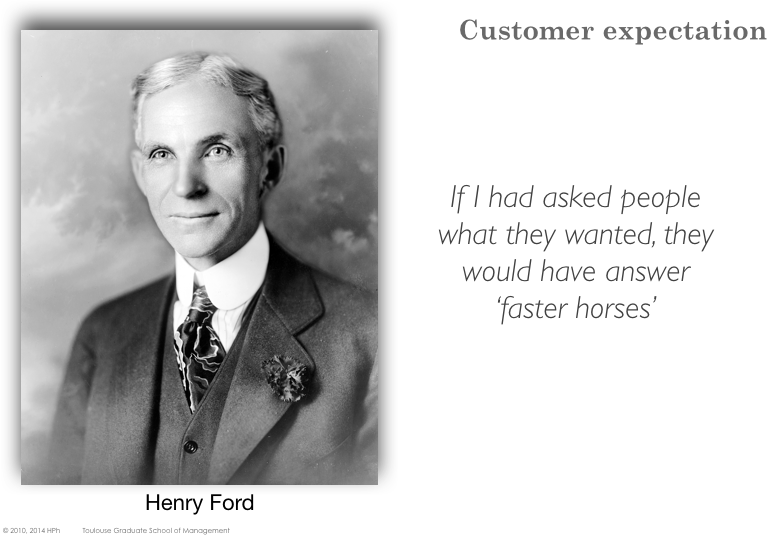 Customer expectation
If I had asked people
what they wanted, they
would have answer
‘faster horses’
Henry Ford
© 2010, 2014 HPh Toulouse Graduate School of Management